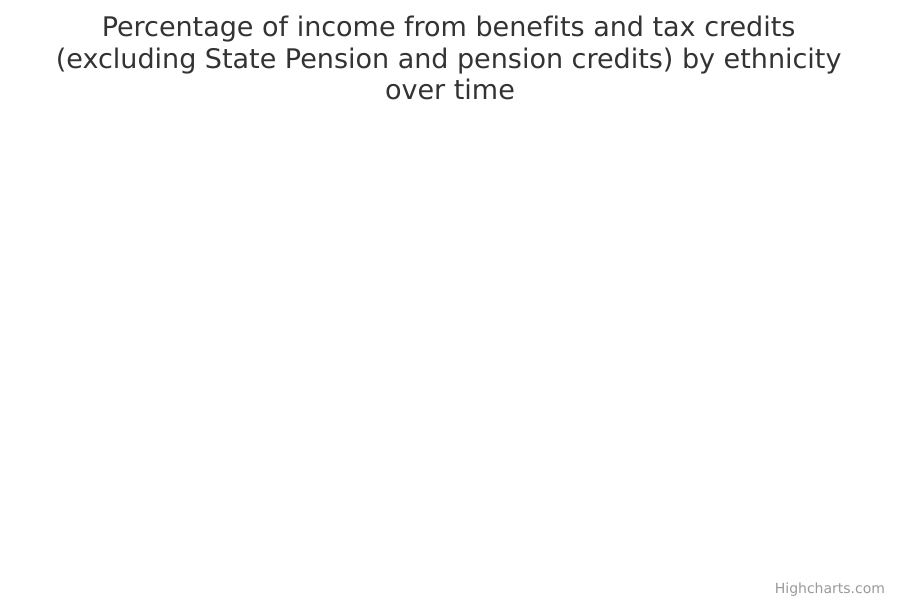 Percentage of income from benefits and tax credits
(excluding State Pension and pension credits) by ethnicity
over time
Highcharts.com